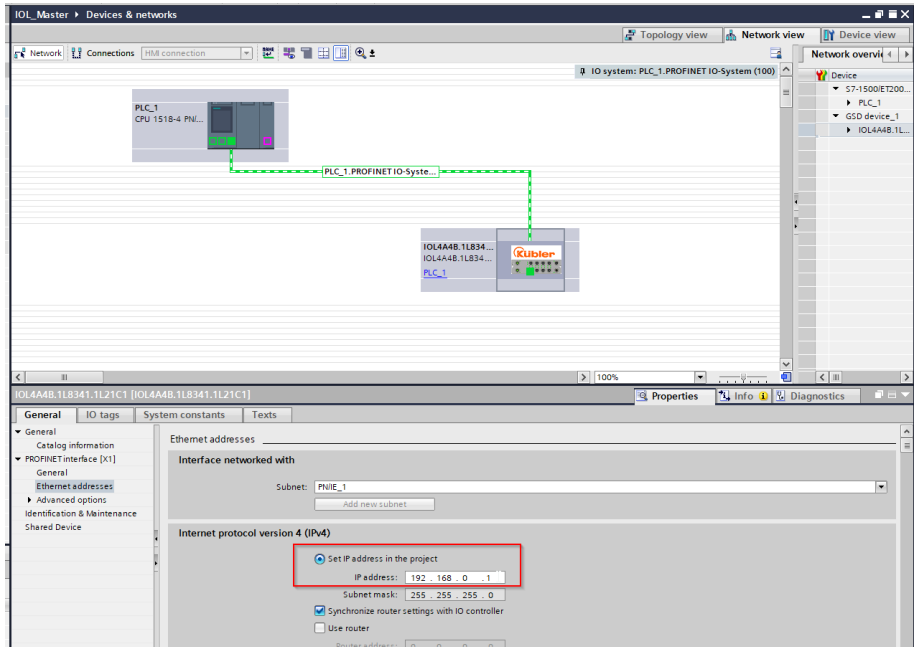 IOL_Master ▸ Devices & networks
Topology view
Network view
Device view
Network
Connections
HMI connection
Network overvie
IO system: PLC_1.PROFINET IO-System (100)
Device
S7-1500/ET200...
PLC_1
GSD device_1
IOL4A4B.1L...
PLC_1
CPU 1518-4 PN/...
PLC_1.PROFINET IO-Syste...
IOL4A4B.1L834...
IOL4A4B.1L834...
PLC_1
Kübler
100%
IOL4A4B.1L8341.1L21C1 [IOL4A4B.1L8341.1L21C1]
Properties
Info
Diagnostics
General
IO tags
System constants
Texts
General
Catalog information
PROFINET interface [X1]
General
Ethernet addresses
Advanced options
Identification & Maintenance
Shared Device
Ethernet addresses
Interface networked with
Subnet: PN/IE_1
Add new subnet
Internet protocol version 4 (IPv4)
Set IP address in the project
IP address: 192 . 168 . 0 . 1
Subnet mask: 255 . 255 . 255 . 0
Synchronize router settings with IO controller
Use router
Router address: 0 . 0 . 0 . 0